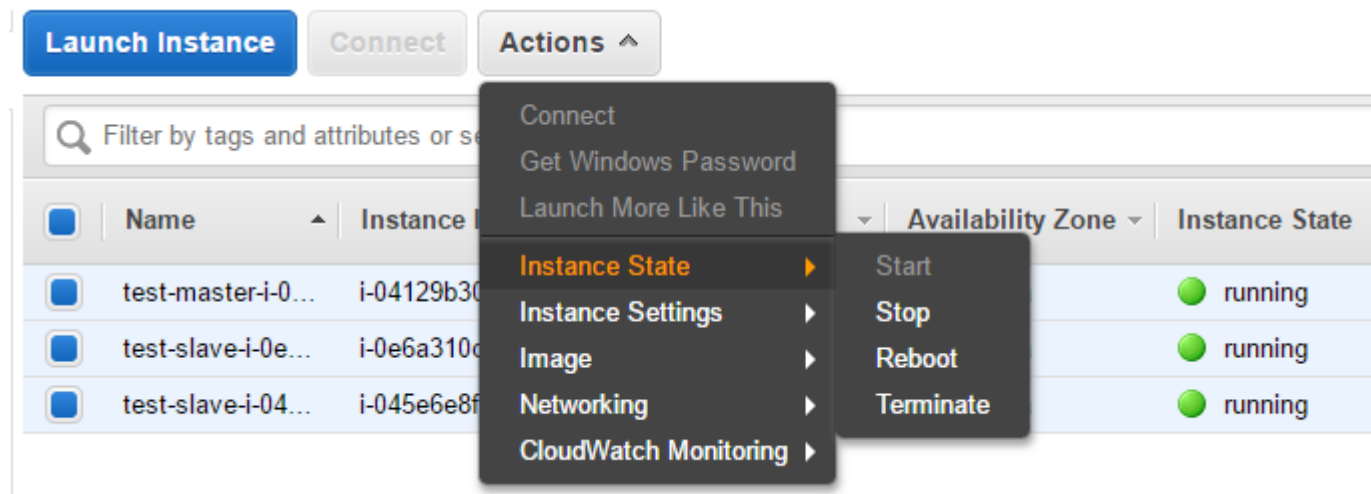 Launch Instance Connect Actions
Filter by tags and attributes or
Connect
Get Windows Password
Launch More Like This
Name Instance Availability Zone Instance State
Instance State
Instance Settings
Image
Networking
CloudWatch Monitoring
Start
Stop
Reboot
Terminate
test-master-i-0... i-04129b30 running
test-slave-i-0e... i-0e6a310 running
test-slave-i-04... i-045e6e8f running